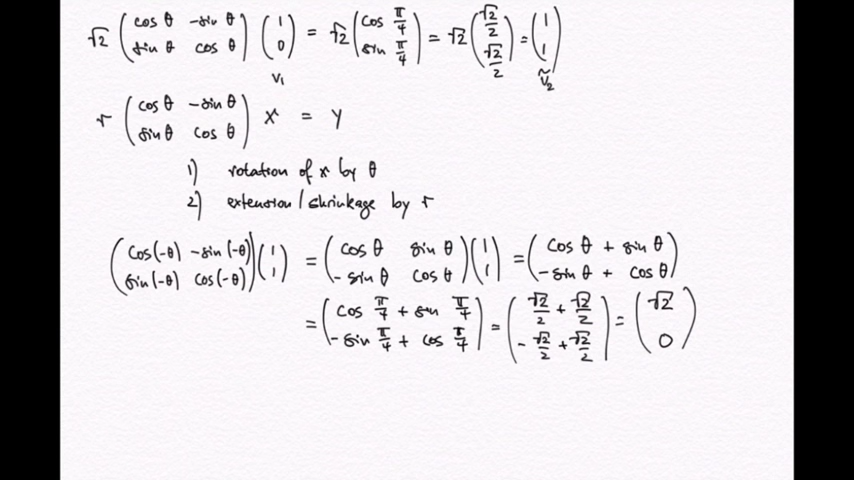 √2 (cos θ -sin θ; sin θ cos θ) (1; 0) = √2 (cos π/4; sin π/4) = √2 (√2/2; √2/2) = (1; 1)
v₁ ṽ₂
r (cos θ -sin θ; sin θ cos θ) x = y
1) rotation of x by θ
2) extension / shrinkage by r
(cos(-θ) -sin(-θ); sin(-θ) cos(-θ)) (1; 1) = (cos θ sin θ; -sin θ cos θ) (1; 1) = (cos θ + sin θ; -sin θ + cos θ)
= (cos π/4 + sin π/4; -sin π/4 + cos π/4) = (√2/2 + √2/2; -√2/2 + √2/2) = (√2; 0)